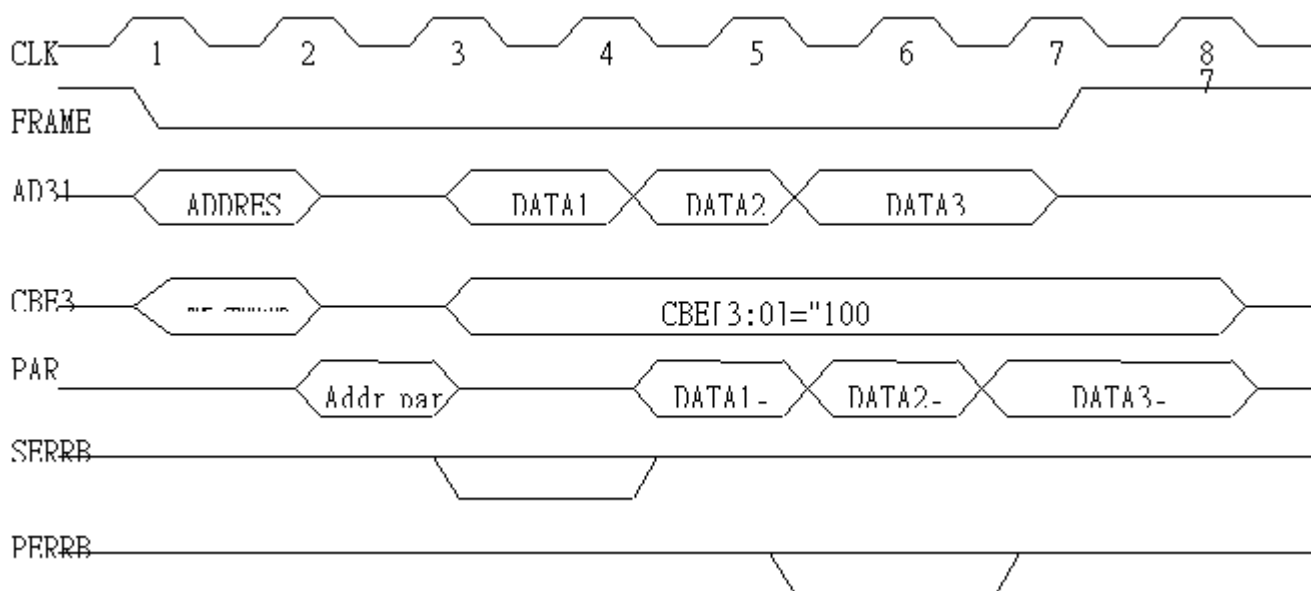 CLK 1 2 3 4 5 6 7 8
7
FRAME
AD31 ADDRES DATA1 DATA2 DATA3
CBE3 CBE[3:0]="100
PAR Addr par DATA1- DATA2- DATA3-
SERRB
PERRB